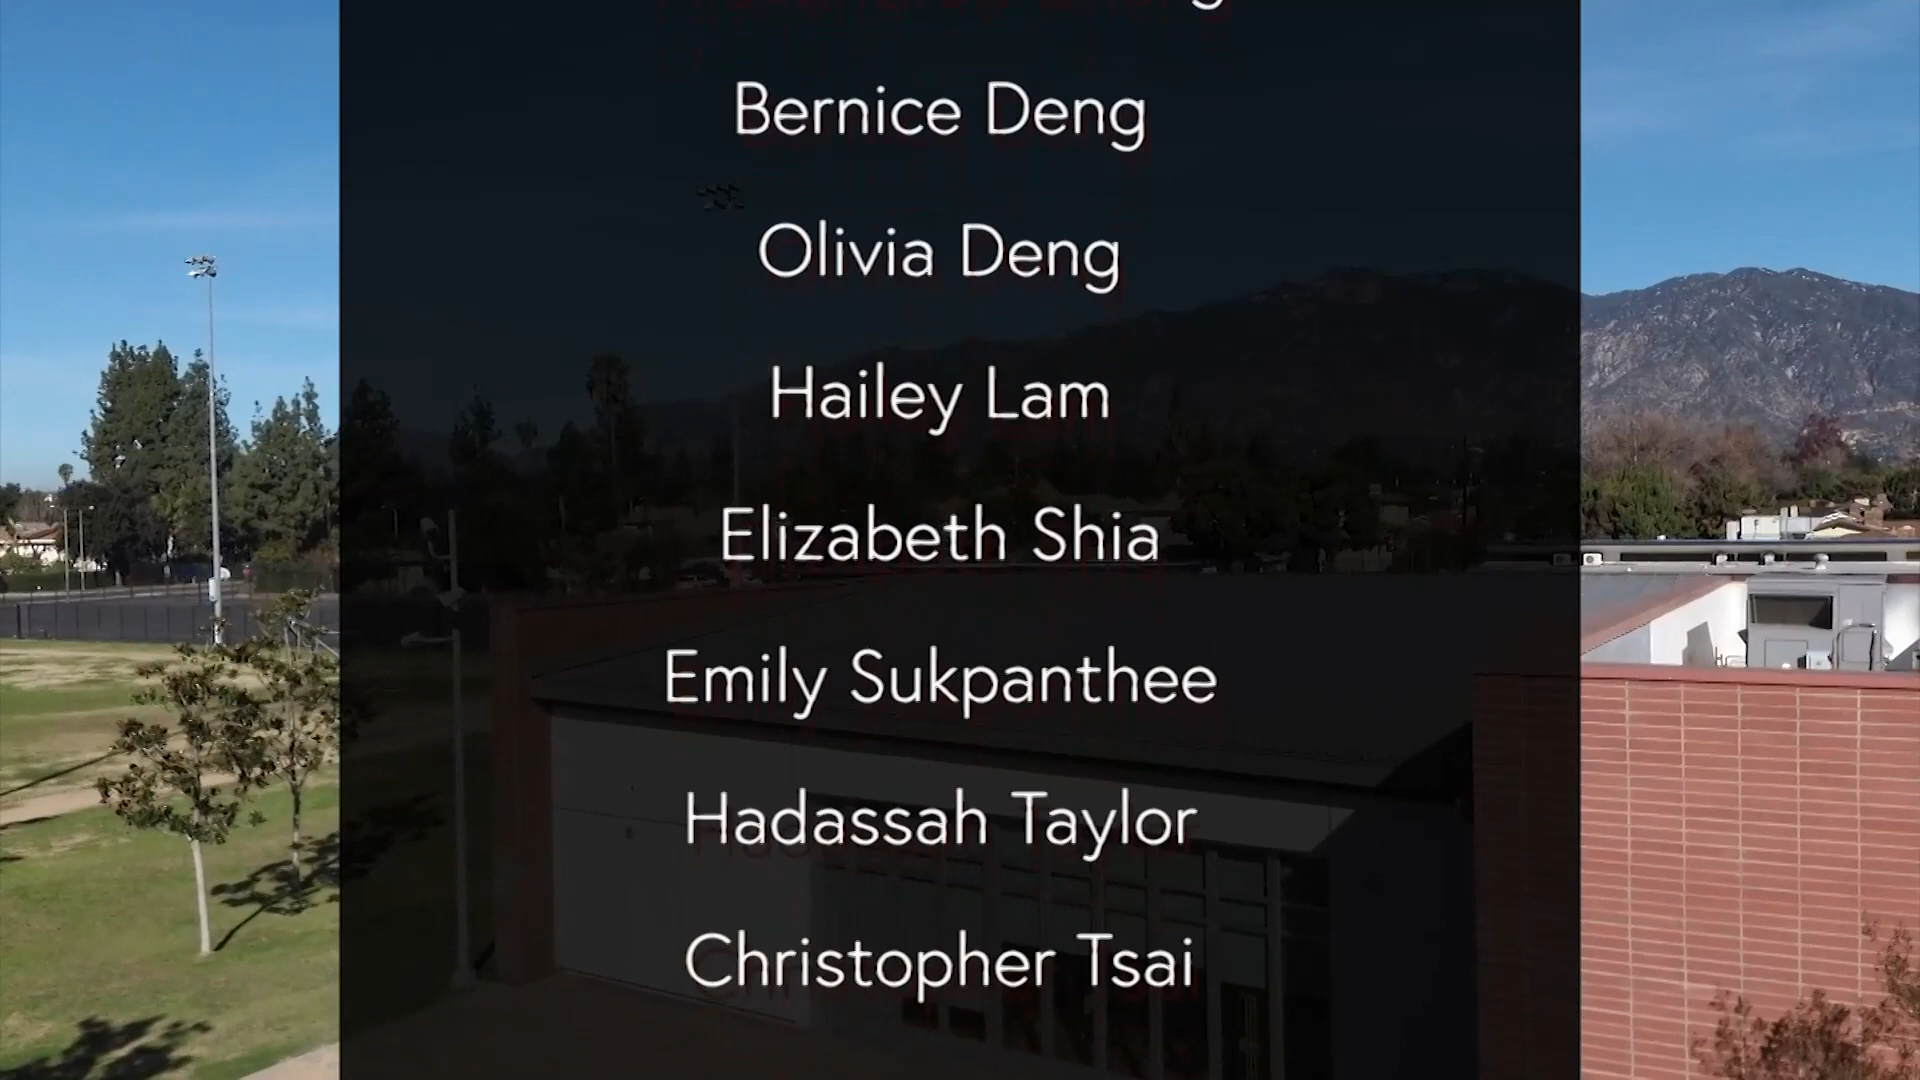 Bernice Deng
Olivia Deng
Hailey Lam
Elizabeth Shia
Emily Sukpanthee
Hadassah Taylor
Christopher Tsai